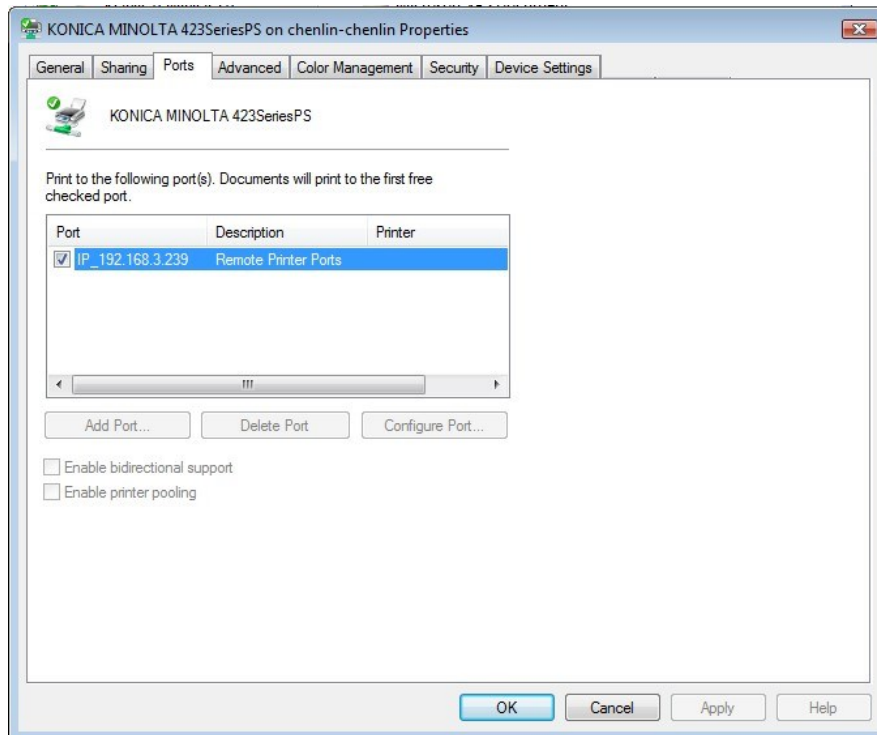 KONICA MINOLTA 423SeriesPS on chenlin-chenlin Properties
General Sharing Ports Advanced Color Management Security Device Settings
KONICA MINOLTA 423SeriesPS
Print to the following port(s). Documents will print to the first free
checked port.
Port Description Printer
IP_192.168.3.239 Remote Printer Ports
Add Port... Delete Port Configure Port...
Enable bidirectional support
Enable printer pooling
OK Cancel Apply Help